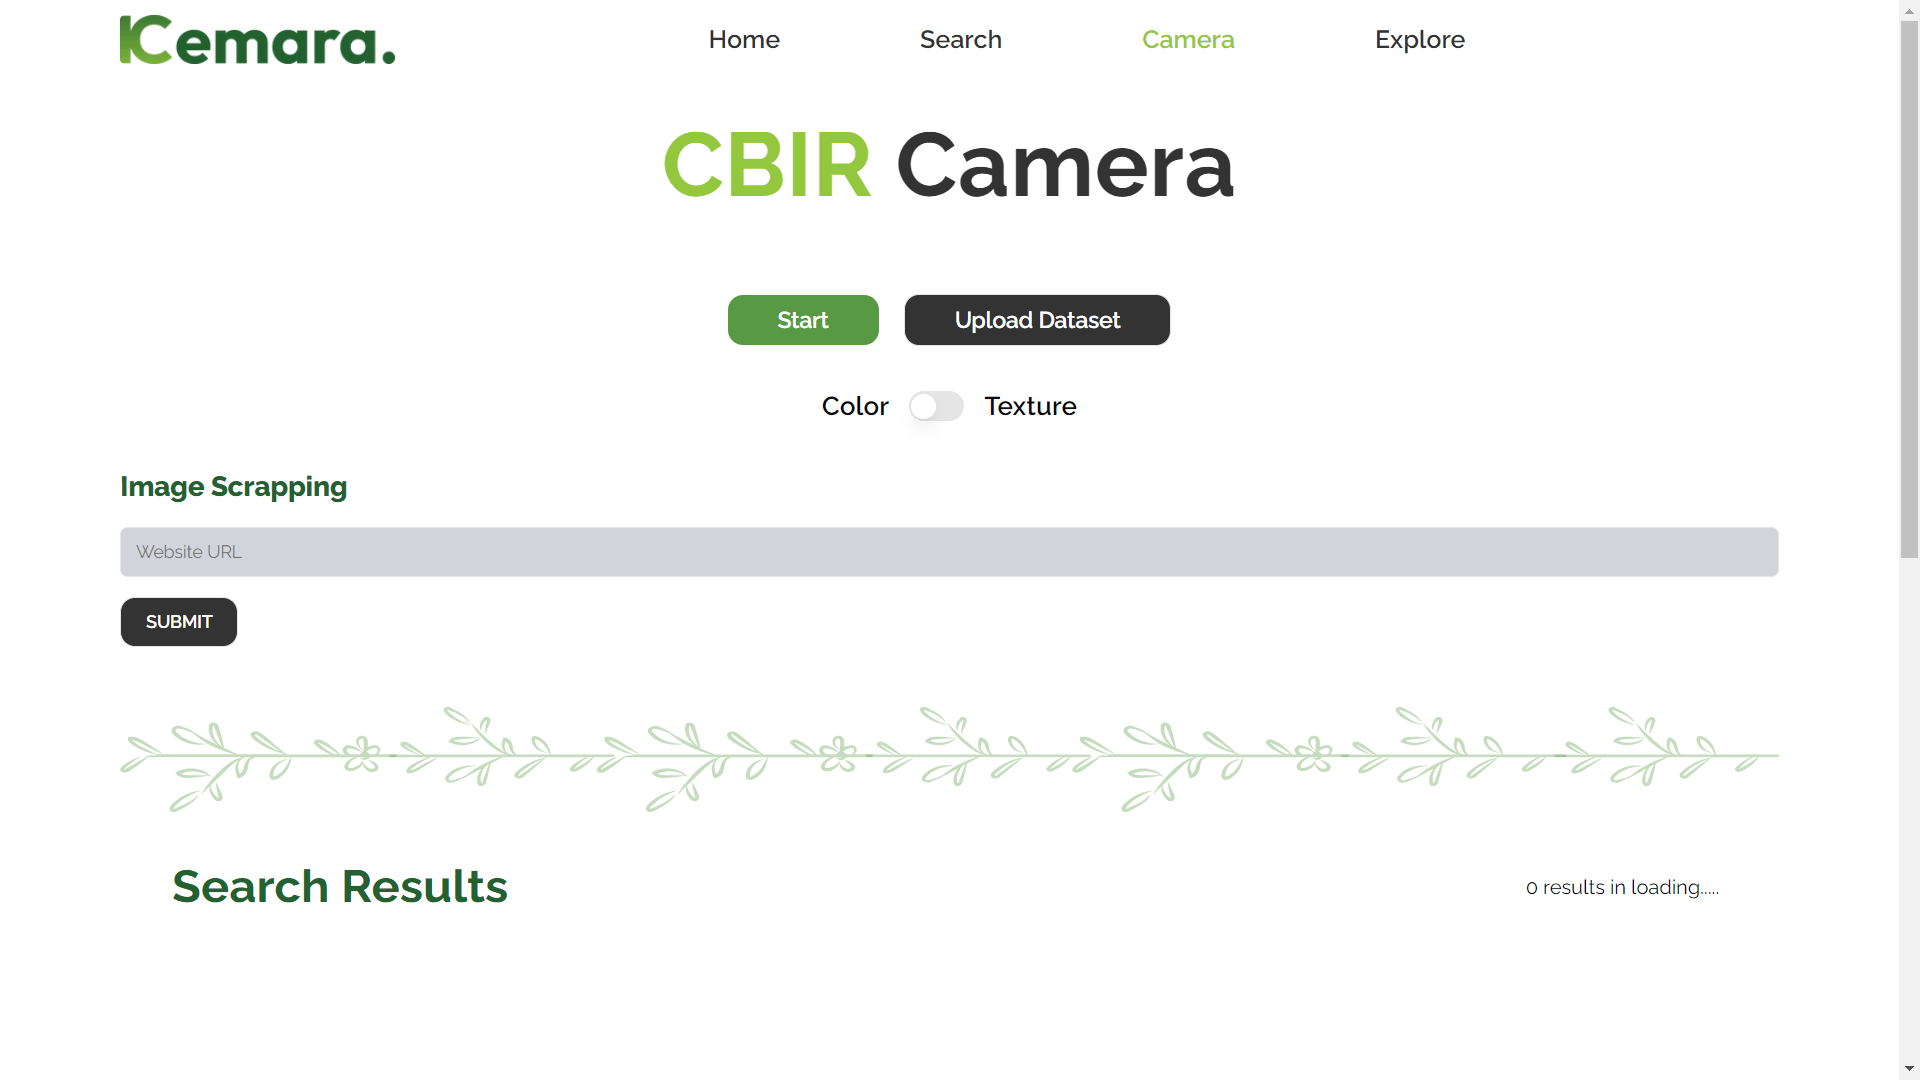 Kemara.
Home Search Camera Explore
CBIR Camera
Start Upload Dataset
Color Texture
Image Scrapping
Website URL
SUBMIT
Search Results
0 results in loading.....